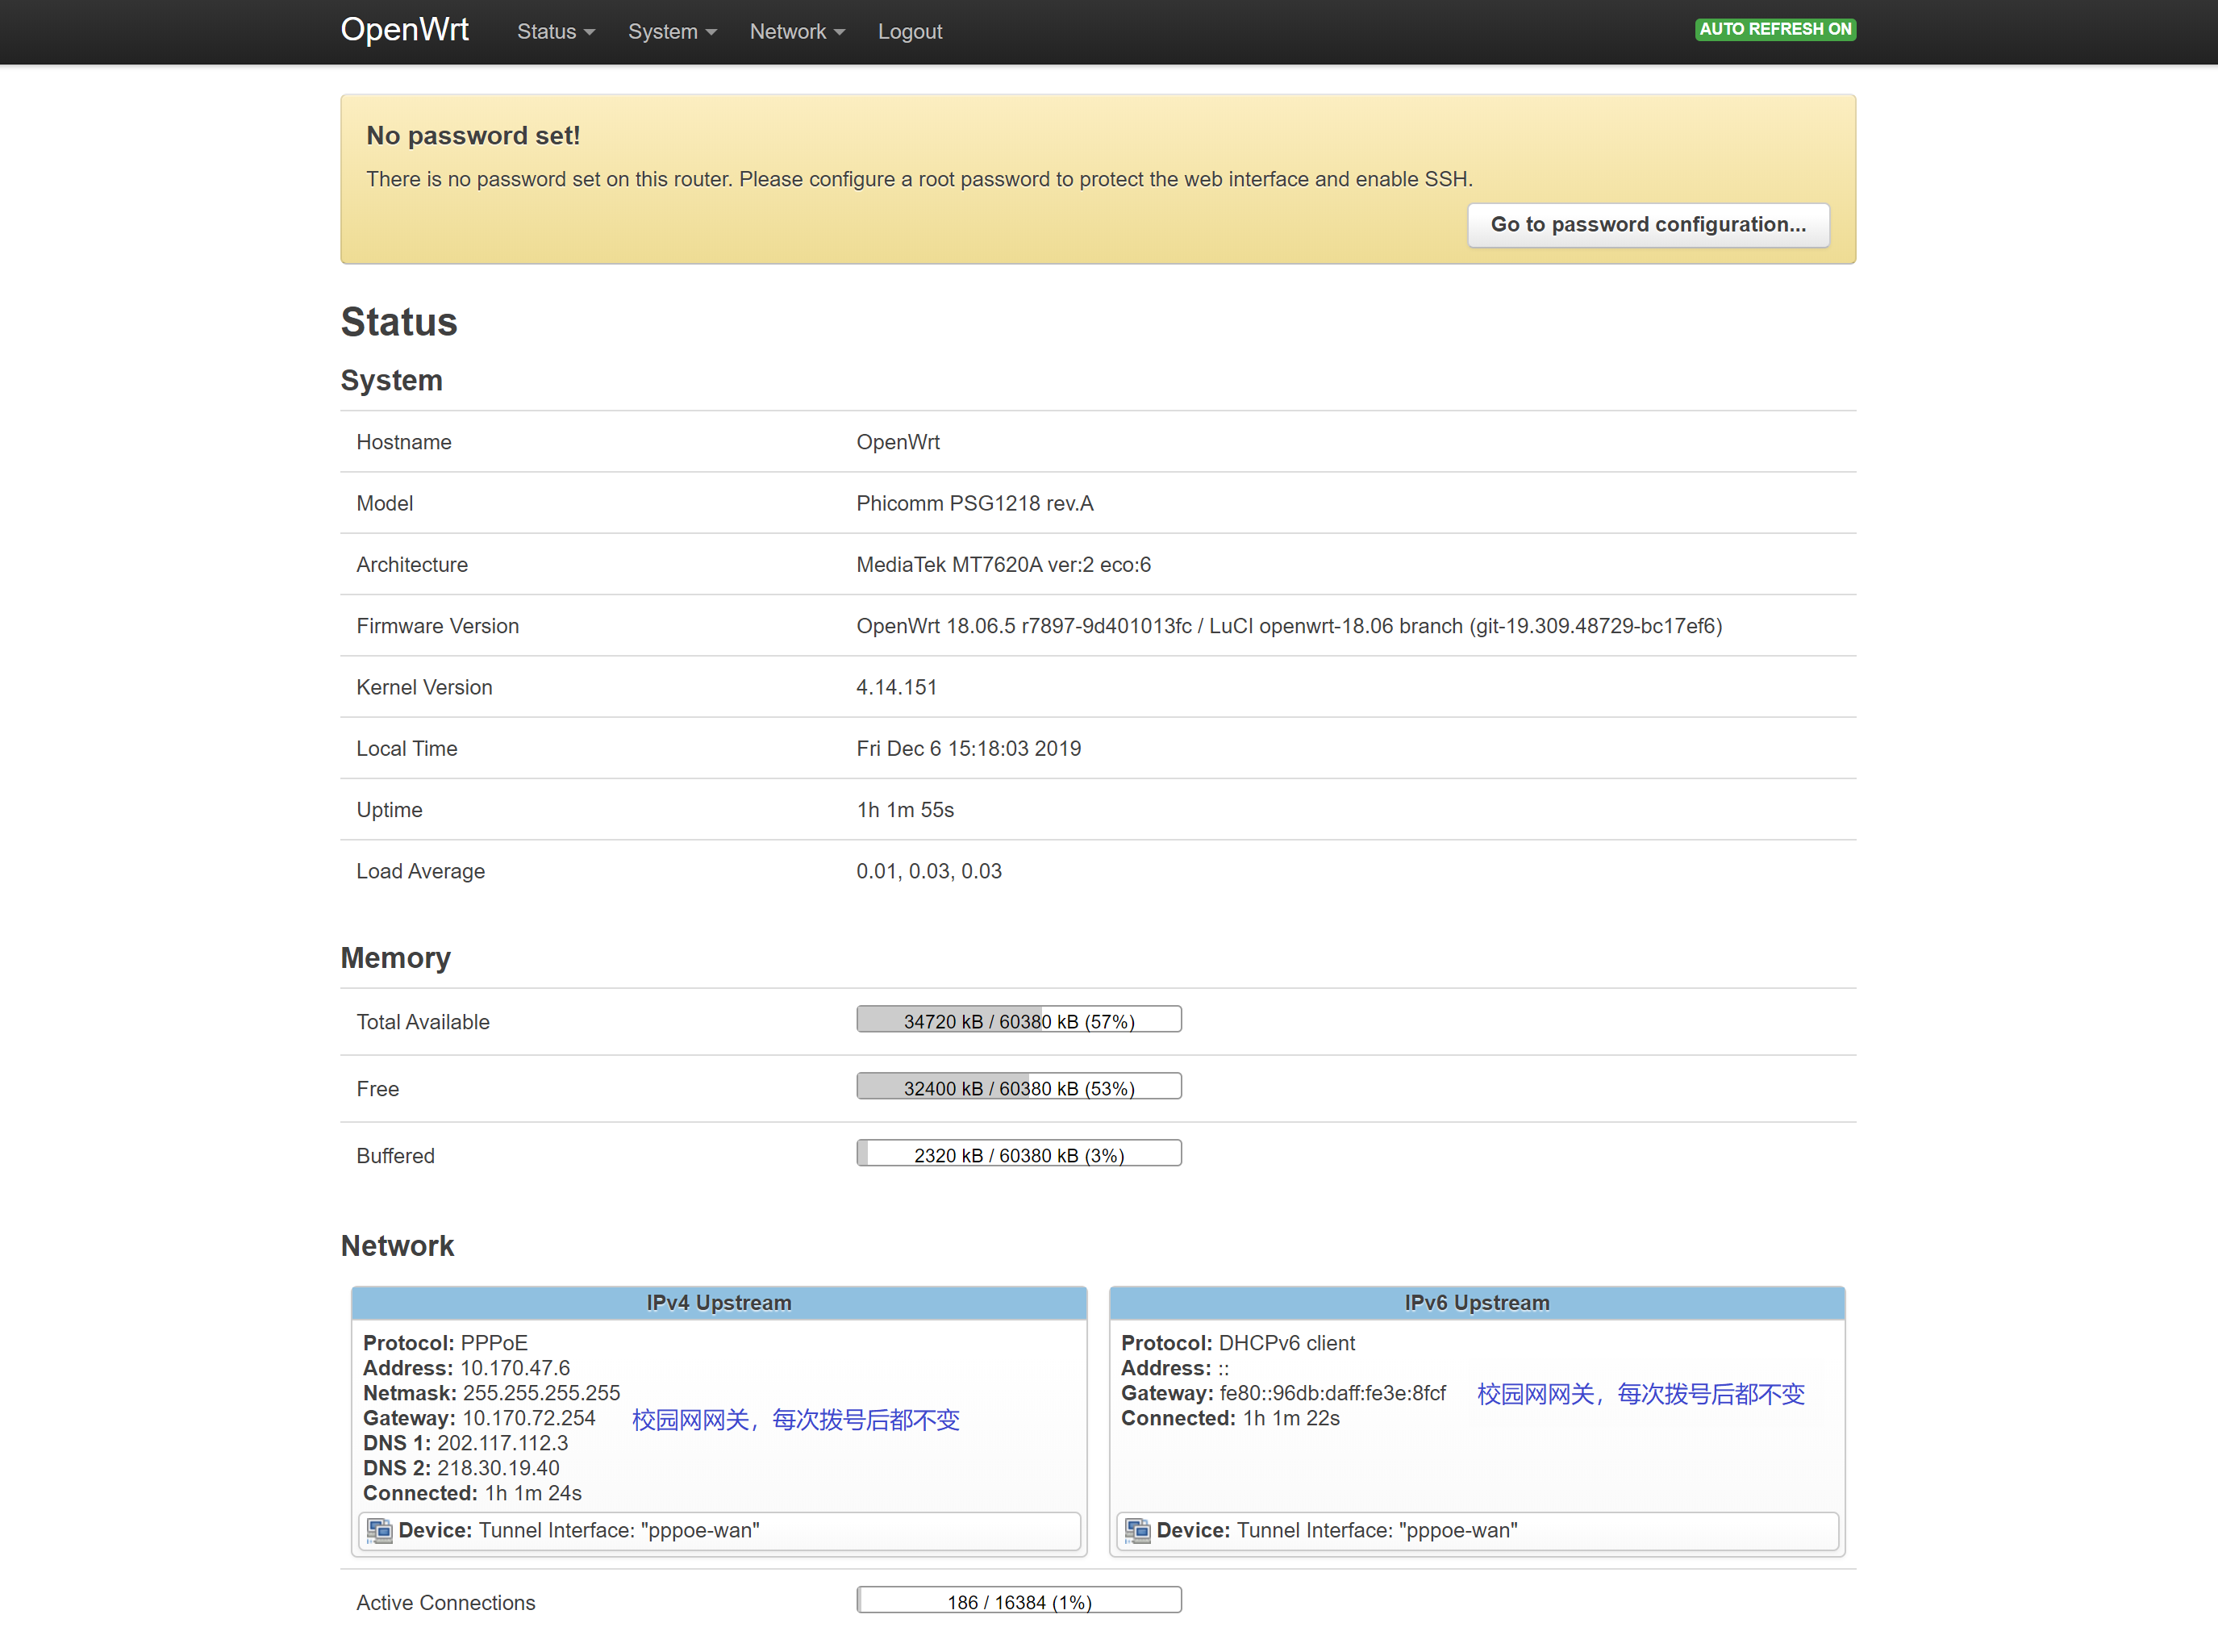 OpenWrt Status System Network Logout AUTO REFRESH ON
No password set!
There is no password set on this router. Please configure a root password to protect the web interface and enable SSH.
Go to password configuration...
Status
System
Hostname OpenWrt
Model Phicomm PSG1218 rev.A
Architecture MediaTek MT7620A ver:2 eco:6
Firmware Version OpenWrt 18.06.5 r7897-9d401013fc / LuCI openwrt-18.06 branch (git-19.309.48729-bc17ef6)
Kernel Version 4.14.151
Local Time Fri Dec 6 15:18:03 2019
Uptime 1h 1m 55s
Load Average 0.01, 0.03, 0.03
Memory
Total Available 34720 kB / 60380 kB (57%)
Free 32400 kB / 60380 kB (53%)
Buffered 2320 kB / 60380 kB (3%)
Network
IPv4 Upstream
Protocol: PPPoE
Address: 10.170.47.6
Netmask: 255.255.255.255
Gateway: 10.170.72.254 校园网网关，每次拨号后都不变
DNS 1: 202.117.112.3
DNS 2: 218.30.19.40
Connected: 1h 1m 24s
Device: Tunnel Interface: "pppoe-wan"
IPv6 Upstream
Protocol: DHCPv6 client
Address: ::
Gateway: fe80::96db:daff:fe3e:8fcf 校园网网关，每次拨号后都不变
Connected: 1h 1m 22s
Device: Tunnel Interface: "pppoe-wan"
Active Connections 186 / 16384 (1%)